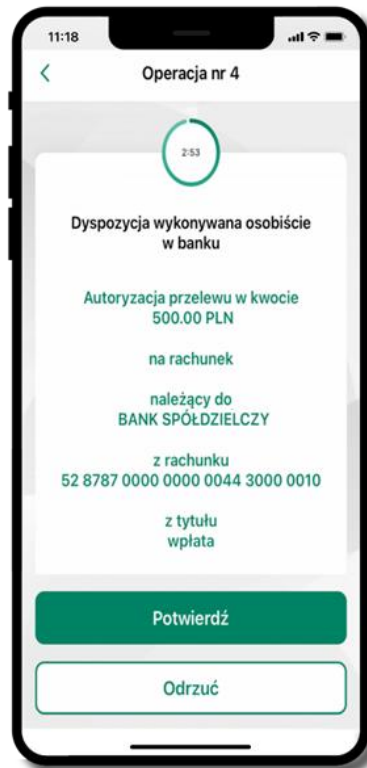 11:18
Operacja nr 4
2:53
Dyspozycja wykonywana osobiście
w banku
Autoryzacja przelewu w kwocie
500.00 PLN
na rachunek
należący do
BANK SPÓŁDZIELCZY
z rachunku
52 8787 0000 0000 0044 3000 0010
z tytułu
wpłata
Potwierdź
Odrzuć